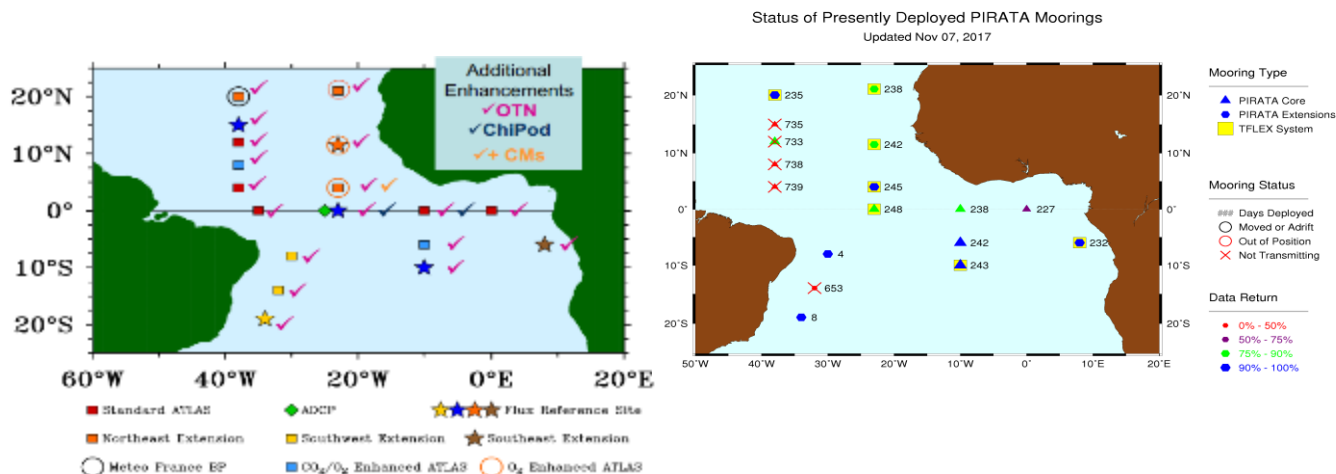 Additional
Enhancements
✓OTN
✓ChiPod
✓+ CMs
20°N
10°N
0°
10°S
20°S
60°W
40°W
20°W
0°E
20°E
Standard ATLAS
ADCP
Flux Reference Site
Northeast Extension
Southwest Extension
Southeast Extension
Meteo France BP
CO₂/O₂ Enhanced ATLAS
O₂ Enhanced ATLAS
Status of Presently Deployed PIRATA Moorings
Updated Nov 07, 2017
20°N
10°N
0°
10°S
20°S
50°W
40°W
30°W
20°W
10°W
0°
10°E
20°E
235
238
735
733
242
738
739
245
248
238
227
242
232
4
243
653
8
Mooring Type
PIRATA Core
PIRATA Extensions
TFLEX System
Mooring Status
### Days Deployed
Moved or Adrift
Out of Position
Not Transmitting
Data Return
0% - 50%
50% - 75%
75% - 90%
90% - 100%